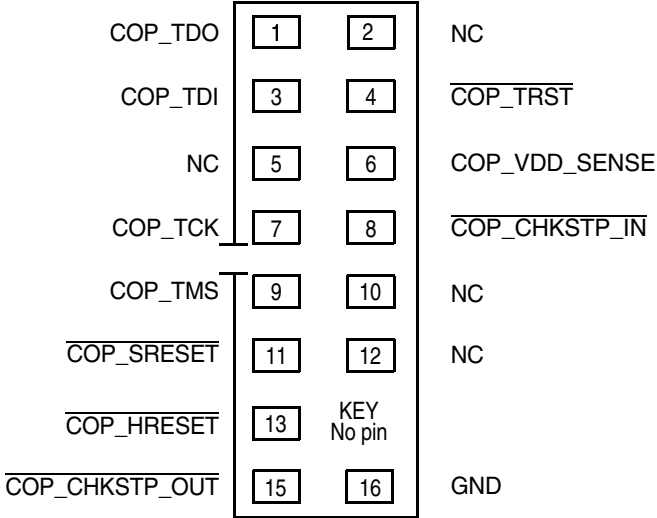 COP_TDO 1 2 NC
COP_TDI 3 4 COP_TRST
NC 5 6 COP_VDD_SENSE
COP_TCK 7 8 COP_CHKSTP_IN
COP_TMS 9 10 NC
COP_SRESET 11 12 NC
COP_HRESET 13 KEY
No pin
COP_CHKSTP_OUT 15 16 GND